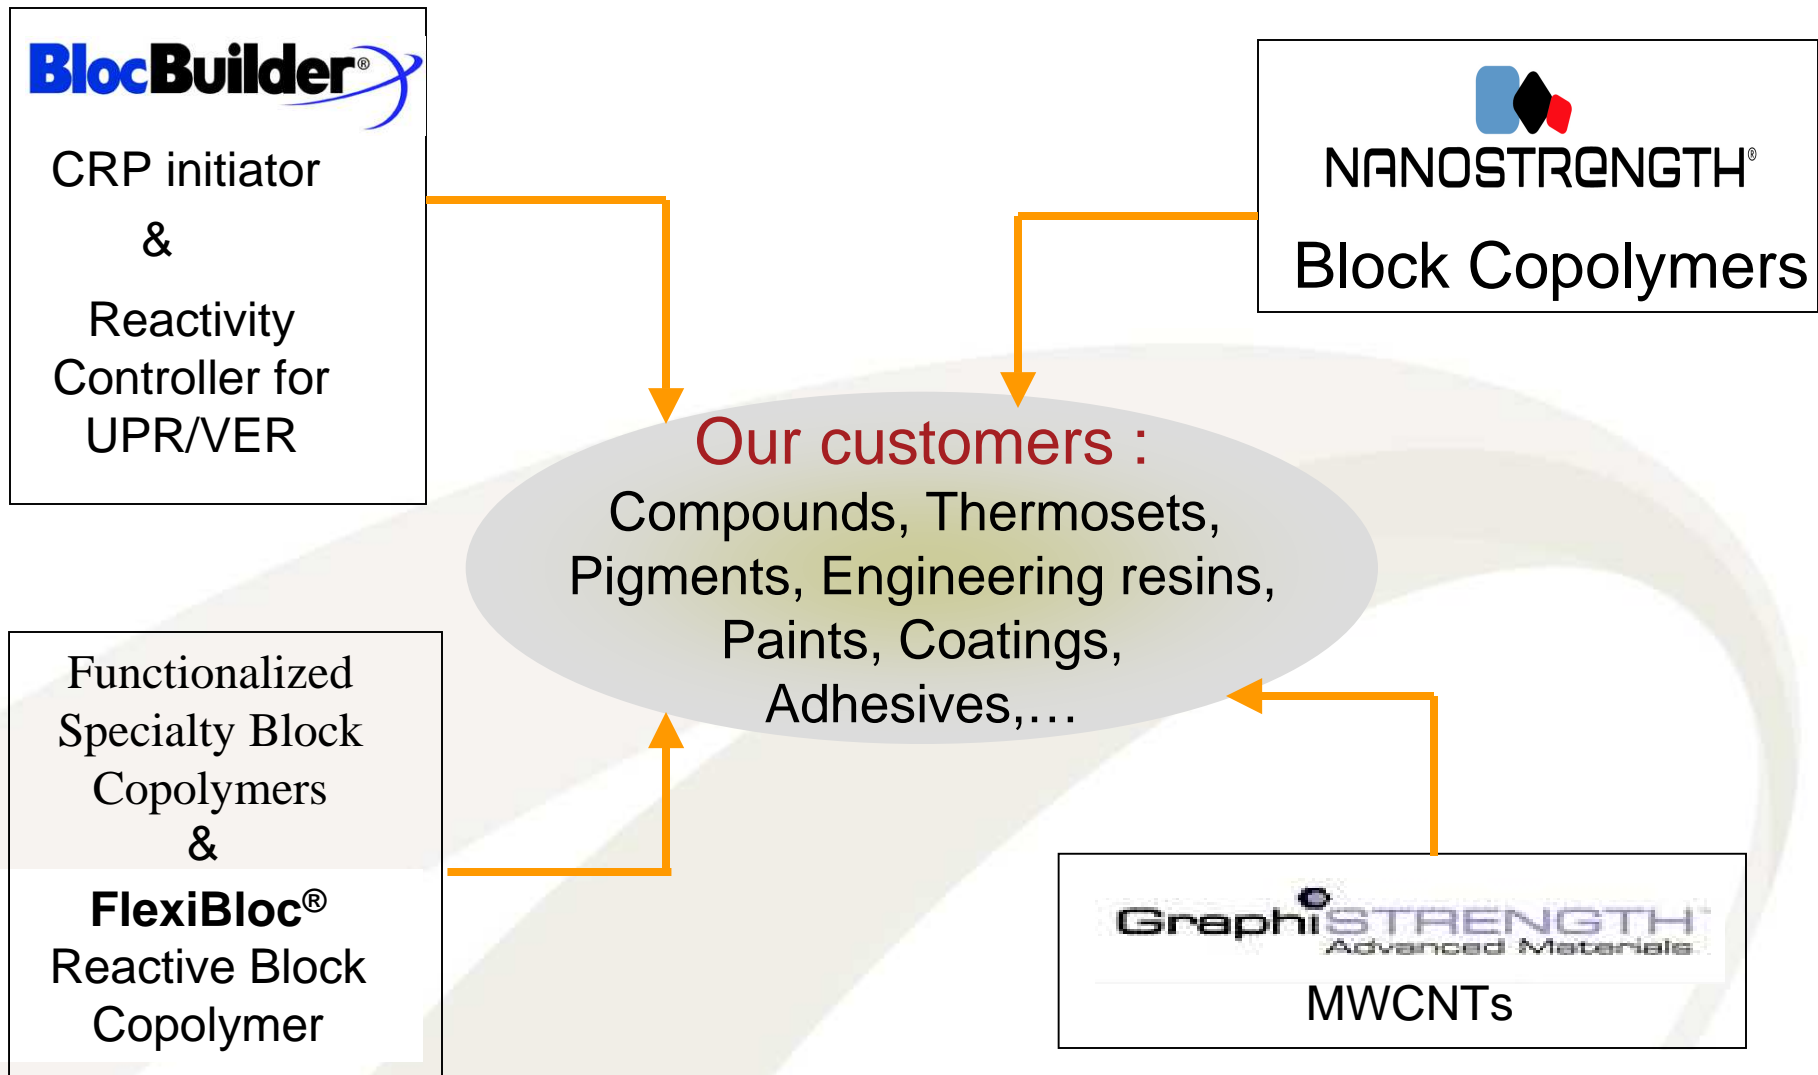 BlocBuilder®
CRP initiator
&
Reactivity
Controller for
UPR/VER
NANOSTRENGTH®
Block Copolymers
Our customers :
Compounds, Thermosets,
Pigments, Engineering resins,
Paints, Coatings,
Adhesives,…
Functionalized
Specialty Block
Copolymers
&
FlexiBloc®
Reactive Block
Copolymer
GraphiSTRENGTH™
Advanced Materials
MWCNTs